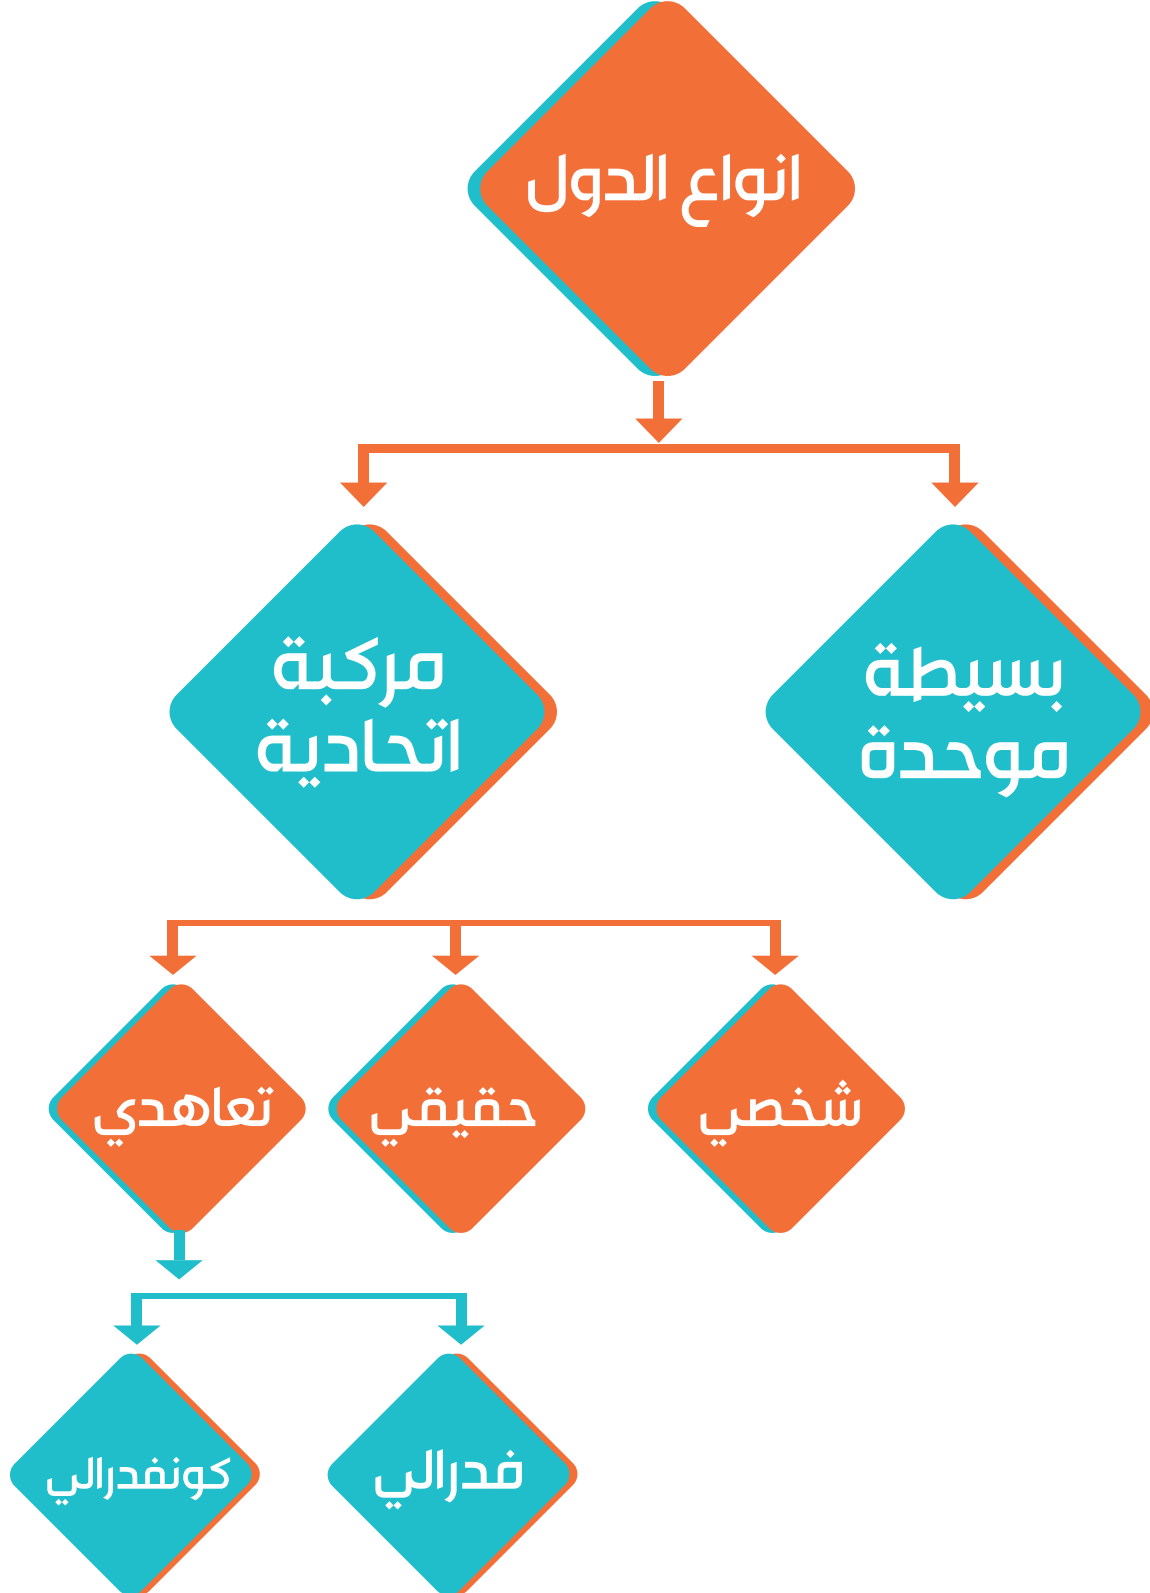 انواع الدول
بسيطة
موحدة
مركبة
اتحادية
شخصي
حقيقي
تعاهدي
فدرالي
كونفدرالي